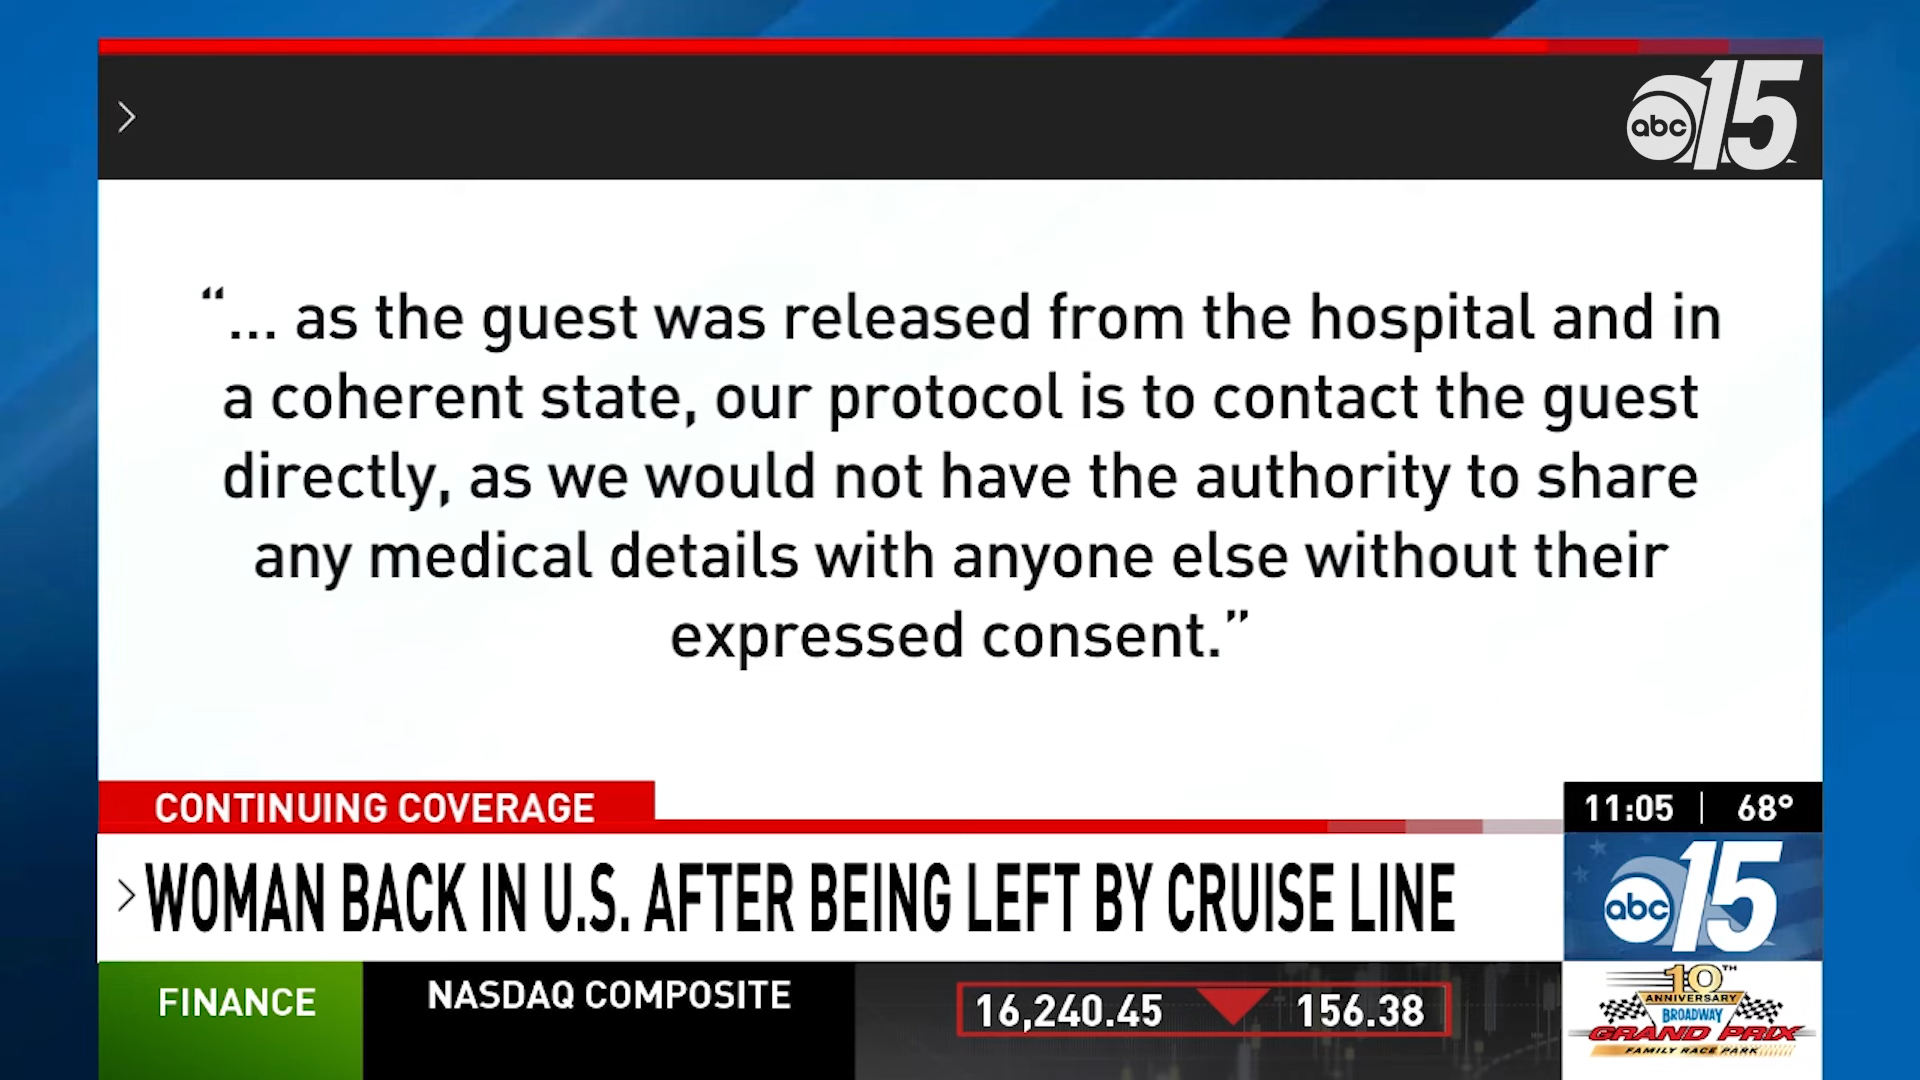 abc 15
“... as the guest was released from the hospital and in
a coherent state, our protocol is to contact the guest
directly, as we would not have the authority to share
any medical details with anyone else without their
expressed consent.”
CONTINUING COVERAGE
11:05 | 68°
WOMAN BACK IN U.S. AFTER BEING LEFT BY CRUISE LINE
abc 15
FINANCE
NASDAQ COMPOSITE
16,240.45 156.38
10TH
ANNIVERSARY
BROADWAY
GRAND PRIX
FAMILY RACE PARK